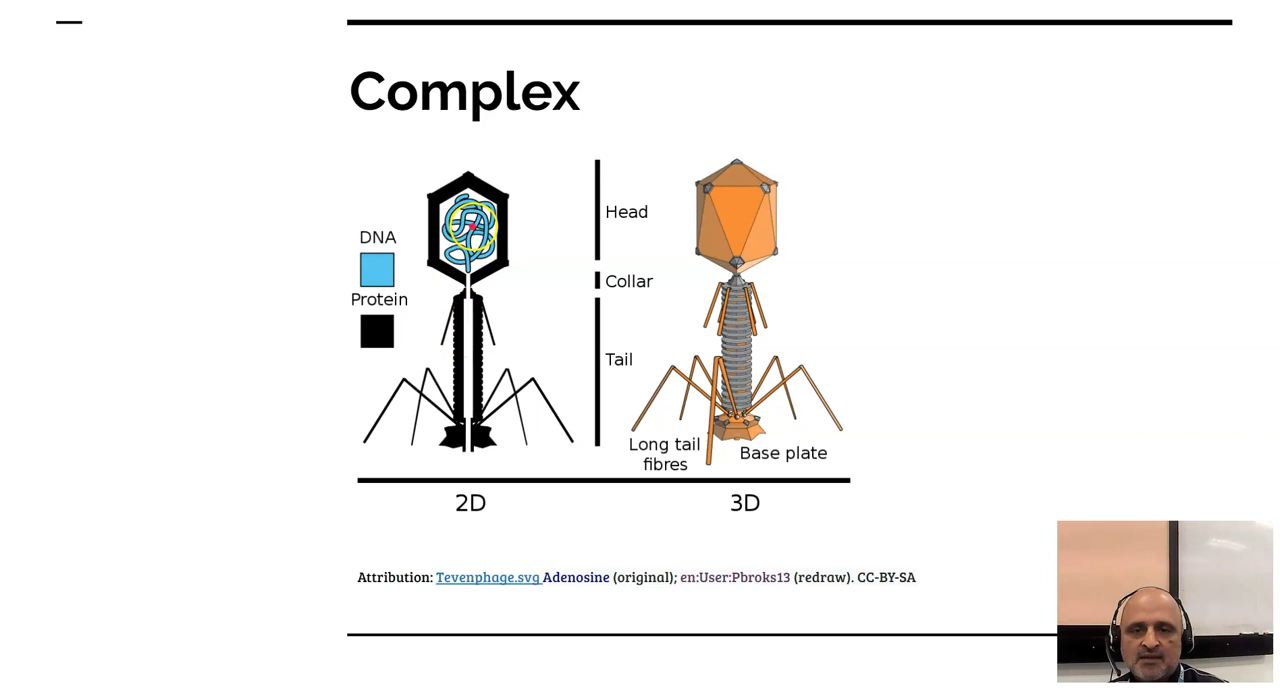 Complex
DNA
Protein
Head
Collar
Tail
Long tail
fibres
Base plate
2D
3D
Attribution: Tevenphage.svg Adenosine (original); en:User:Pbroks13 (redraw). CC-BY-SA